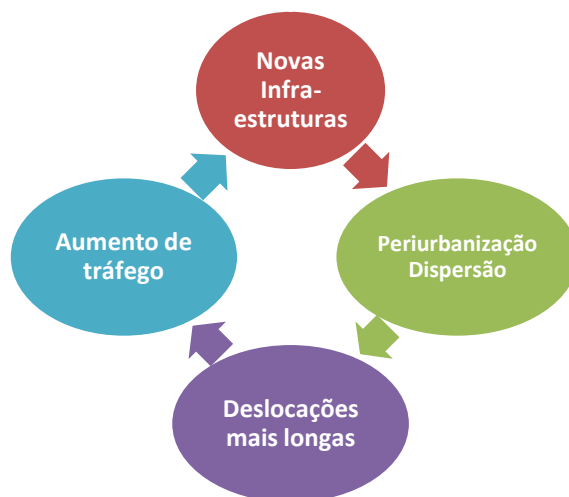 Novas
Infra-
estruturas
Periurbanização
Dispersão
Deslocações
mais longas
Aumento de
tráfego